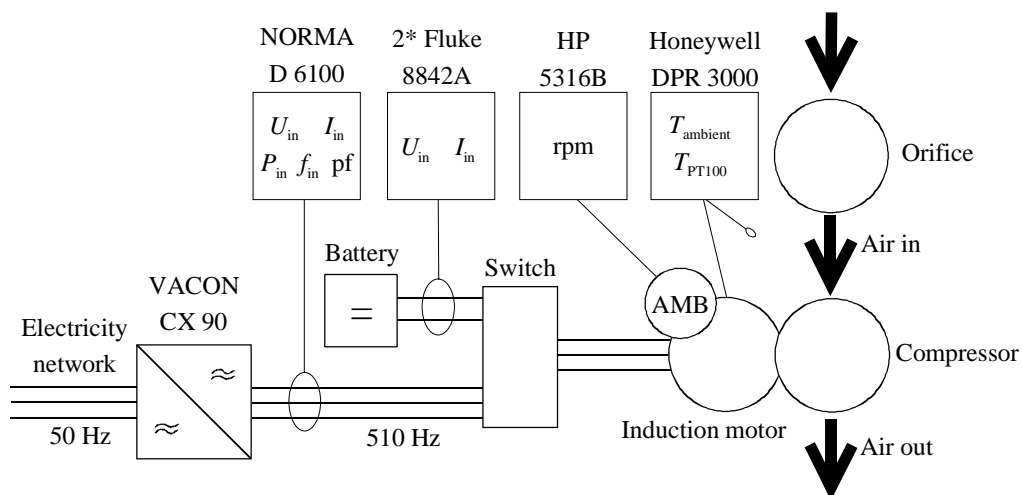 NORMA
D 6100
2* Fluke
8842A
HP
5316B
Honeywell
DPR 3000
U_in I_in
P_in f_in pf
U_in I_in
rpm
T_ambient
T_PT100
Orifice
Air in
Battery
=
Switch
VACON
CX 90
AMB
Electricity
network
≈
≈
Compressor
50 Hz
510 Hz
Induction motor
Air out